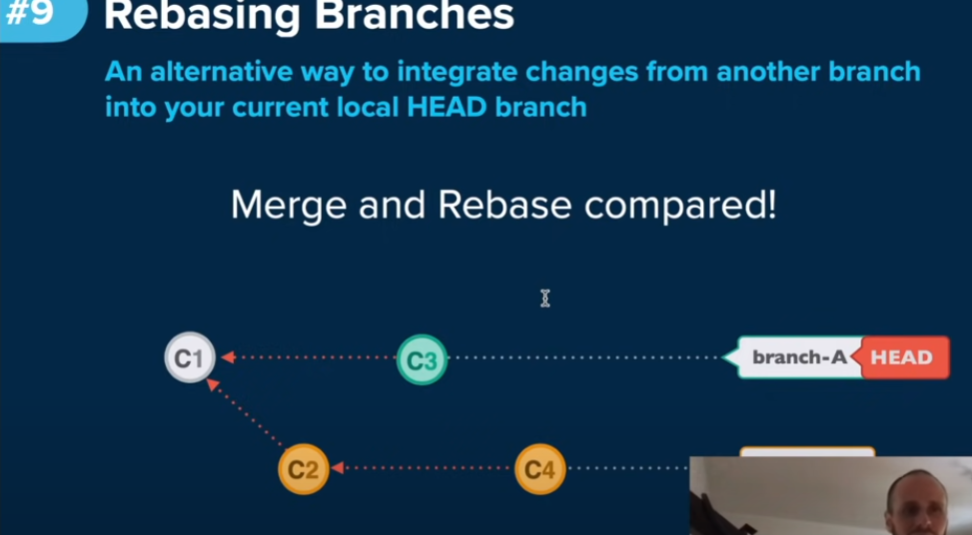 #9
Rebasing Branches
An alternative way to integrate changes from another branch
into your current local HEAD branch
Merge and Rebase compared!
C1
C3
branch-A
HEAD
C2
C4